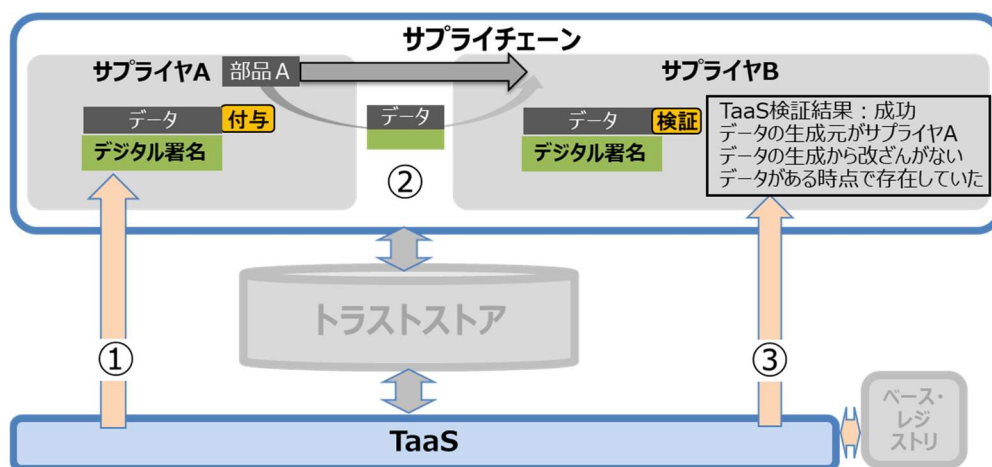 サプライチェーン
サプライヤA
部品A
サプライヤB
データ
付与
デジタル署名
データ
②
データ
検証
デジタル署名
TaaS検証結果：成功
データの生成元がサプライヤA
データの生成から改ざんがない
データがある時点で存在していた
トラストストア
①
③
ベース・
レジ
ストリ
TaaS